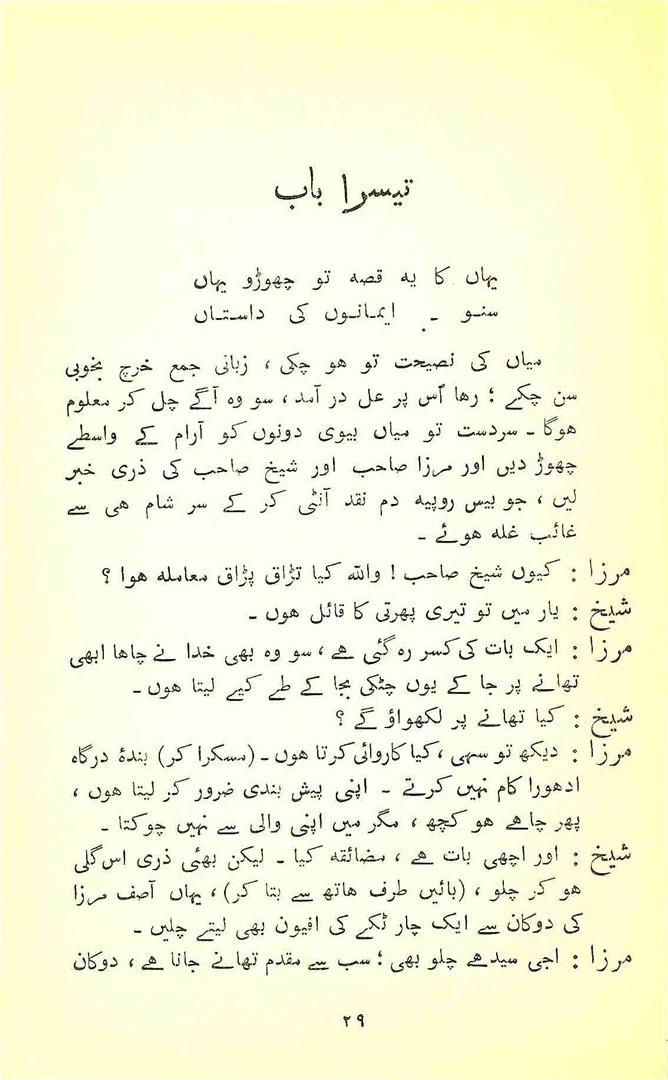 تیسرا باب
یہاں کا یہ قصہ تو چھوڑو یہاں
سنو ۔ ایمانوں کی داستاں
میاں کی نصیحت تو ہو چکی ، زبانی جمع خرچ بخوبی
سن چکے ؛ رہا اُس پر عمل در آمد ، سو وہ آگے چل کر معلوم
ہوگا ۔ سردست تو میاں بیوی دونوں کو آرام کے واسطے
چھوڑ دیں اور مرزا صاحب اور شیخ صاحب کی ذری خبر
لیں ، جو بیس روپیہ دم نقد آنٹی کر کے سر شام ہی سے
غائب غلہ ہوئے ۔
مرزا : کیوں شیخ صاحب ! واللہ کیا تڑاق پڑاق معاملہ ہوا ؟
شیخ : یار میں تو تیری پھرتی کا قائل ہوں ۔
مرزا : ایک بات کی کسر رہ گئی ہے ، سو وہ بھی خدا نے چاہا ابھی
تھانے پر جا کے یوں چٹکی بجا کے طے کیے لیتا ہوں ۔
شیخ : کیا تھانے پر لکھواؤ گے ؟
مرزا : دیکھ تو سہی ، کیا کاروائی کرتا ہوں ۔ (مسکرا کر) بندۂ درگاہ
ادھورا کام نہیں کرتے ۔ اپنی پیش بندی ضرور کر لیتا ہوں ،
پھر چاہے ہو کچھ ، مگر میں اپنی والی سے نہیں چوکتا ۔
شیخ : اور اچھی بات ہے ، مضائقہ کیا ۔ لیکن بھئی ذری اس گلی
ہو کر چلو ، (بائیں طرف ہاتھ سے بتا کر) ، یہاں آصف مرزا
کی دوکان سے ایک چار ٹکے کی افیون بھی لیتے چلیں ۔
مرزا : اجی سیدھے چلو بھی ؛ سب سے مقدم تھانے جانا ہے ، دوکان
۲۹